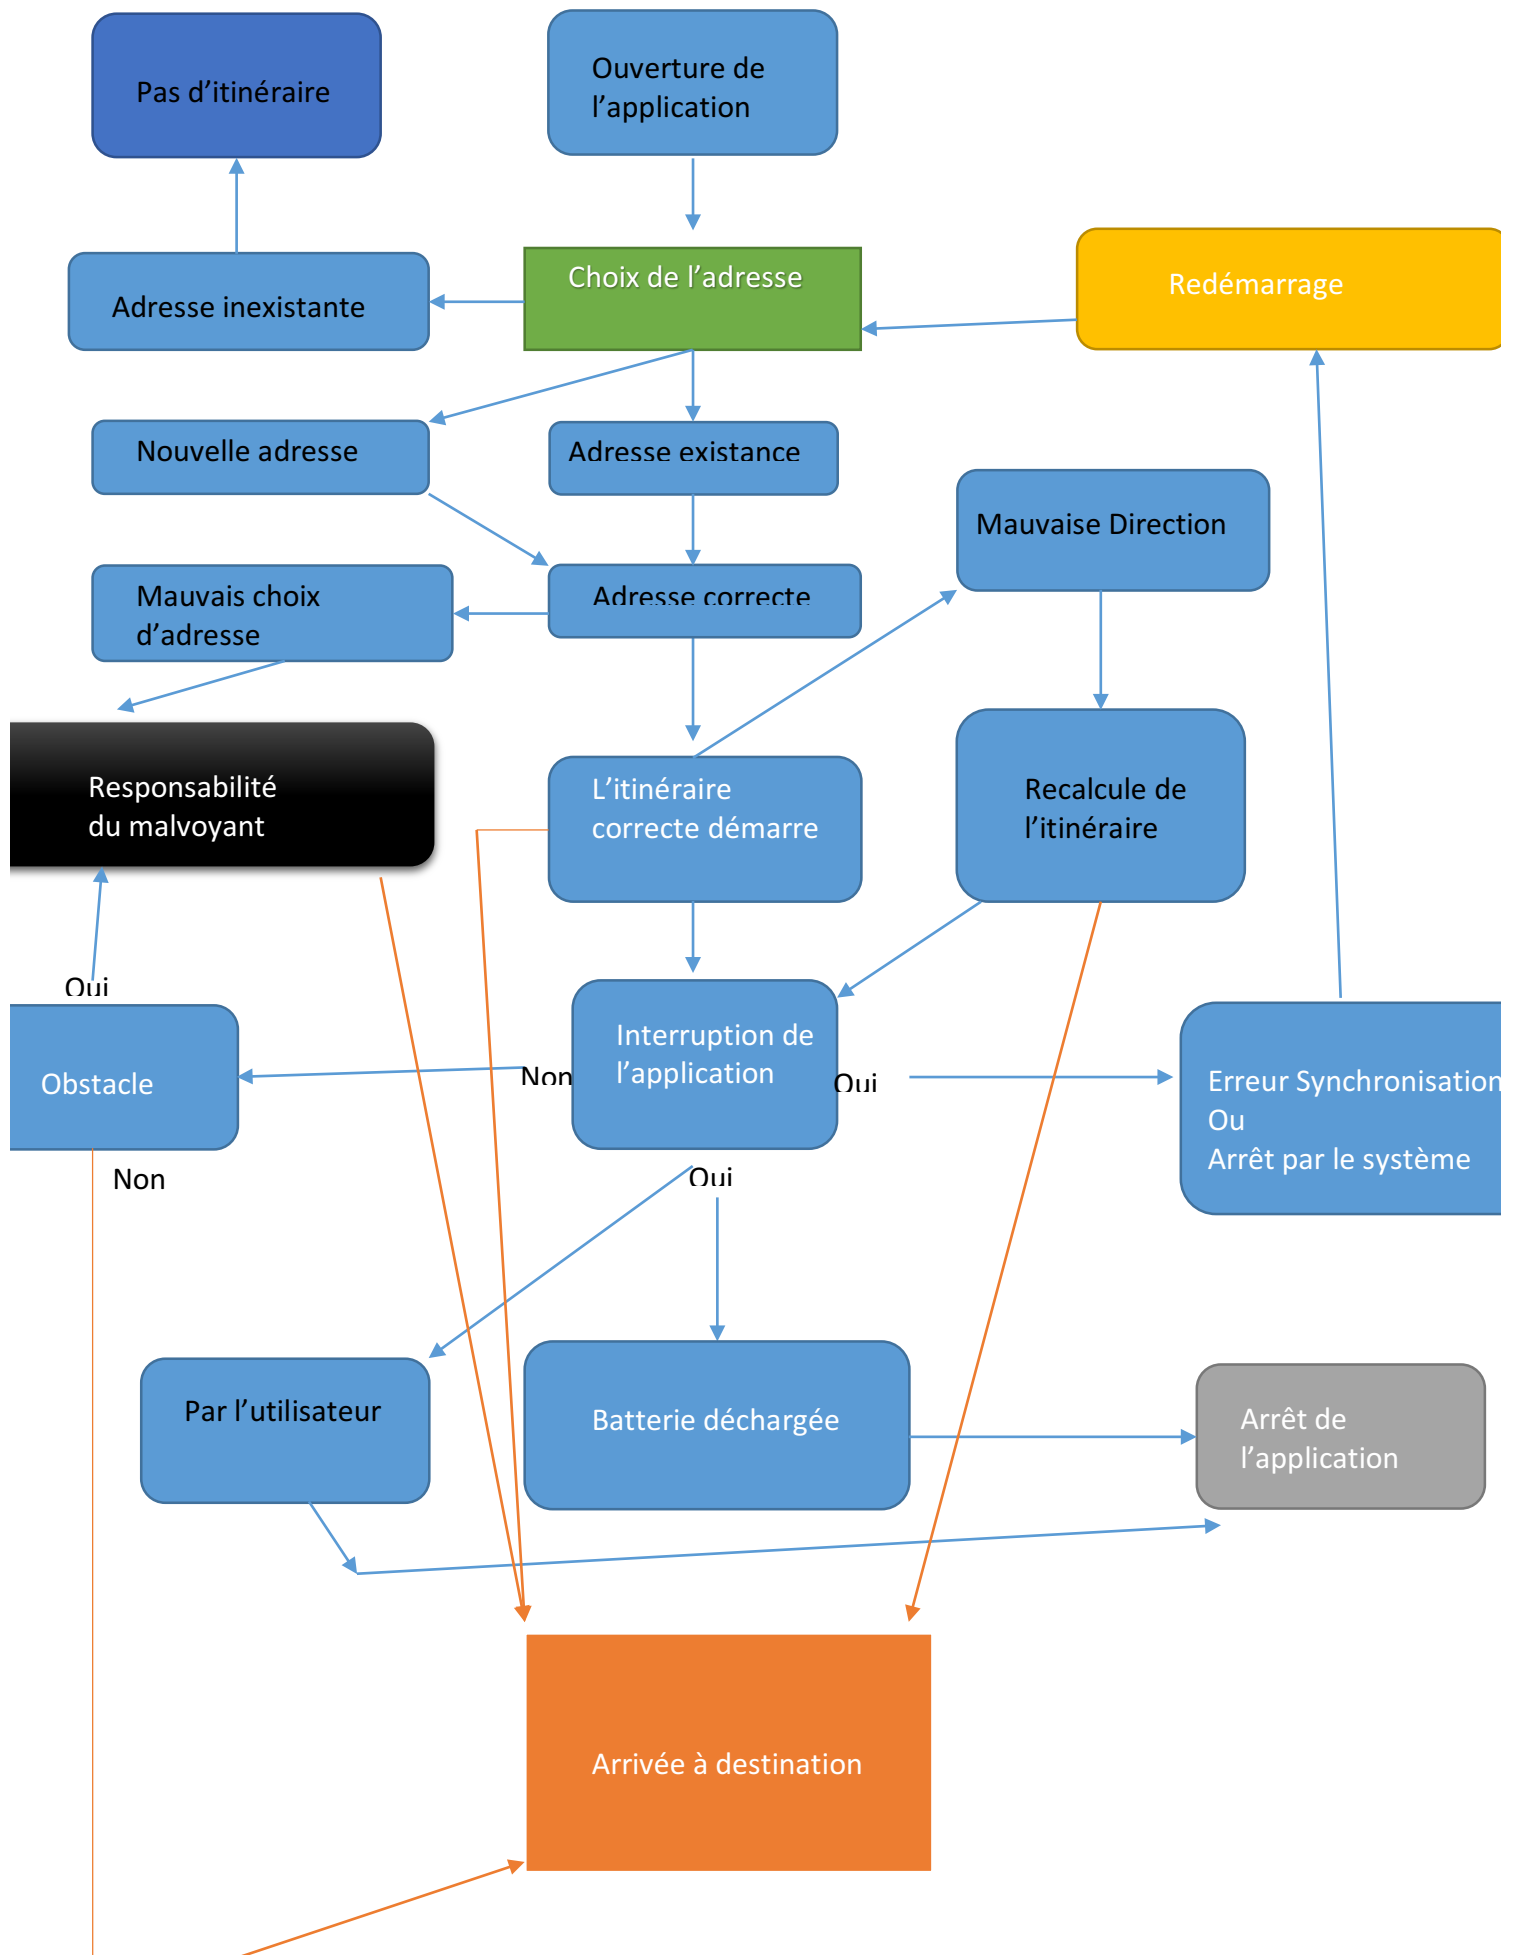 Pas d’itinéraire
Ouverture de
l’application
Choix de l’adresse
Redémarrage
Adresse inexistante
Nouvelle adresse
Adresse existance
Mauvaise Direction
Mauvais choix
d’adresse
Adresse correcte
Responsabilité
du malvoyant
L’itinéraire
correcte démarre
Recalcule de
l’itinéraire
Oui
Obstacle
Non
Interruption de
l’application
Non
Oui
Erreur Synchronisation
Ou
Arrêt par le système
Oui
Par l’utilisateur
Batterie déchargée
Arrêt de
l’application
Arrivée à destination